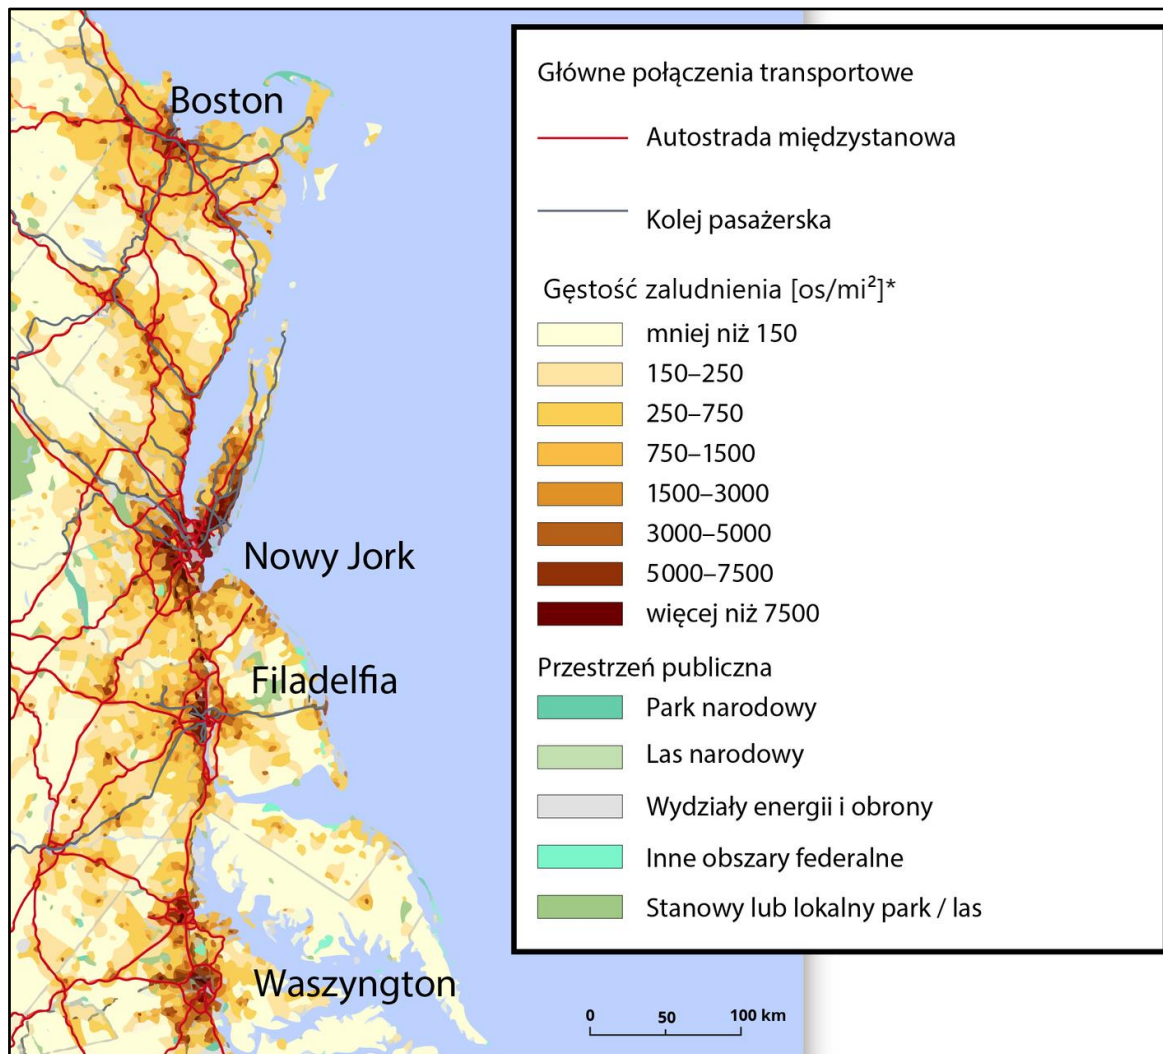 Boston
Nowy Jork
Filadelfia
Waszyngton
0 50 100 km
Główne połączenia transportowe
Autostrada międzystanowa
Kolej pasażerska
Gęstość zaludnienia [os/mi²]*
mniej niż 150
150–250
250–750
750–1500
1500–3000
3000–5000
5000–7500
więcej niż 7500
Przestrzeń publiczna
Park narodowy
Las narodowy
Wydziały energii i obrony
Inne obszary federalne
Stanowy lub lokalny park / las